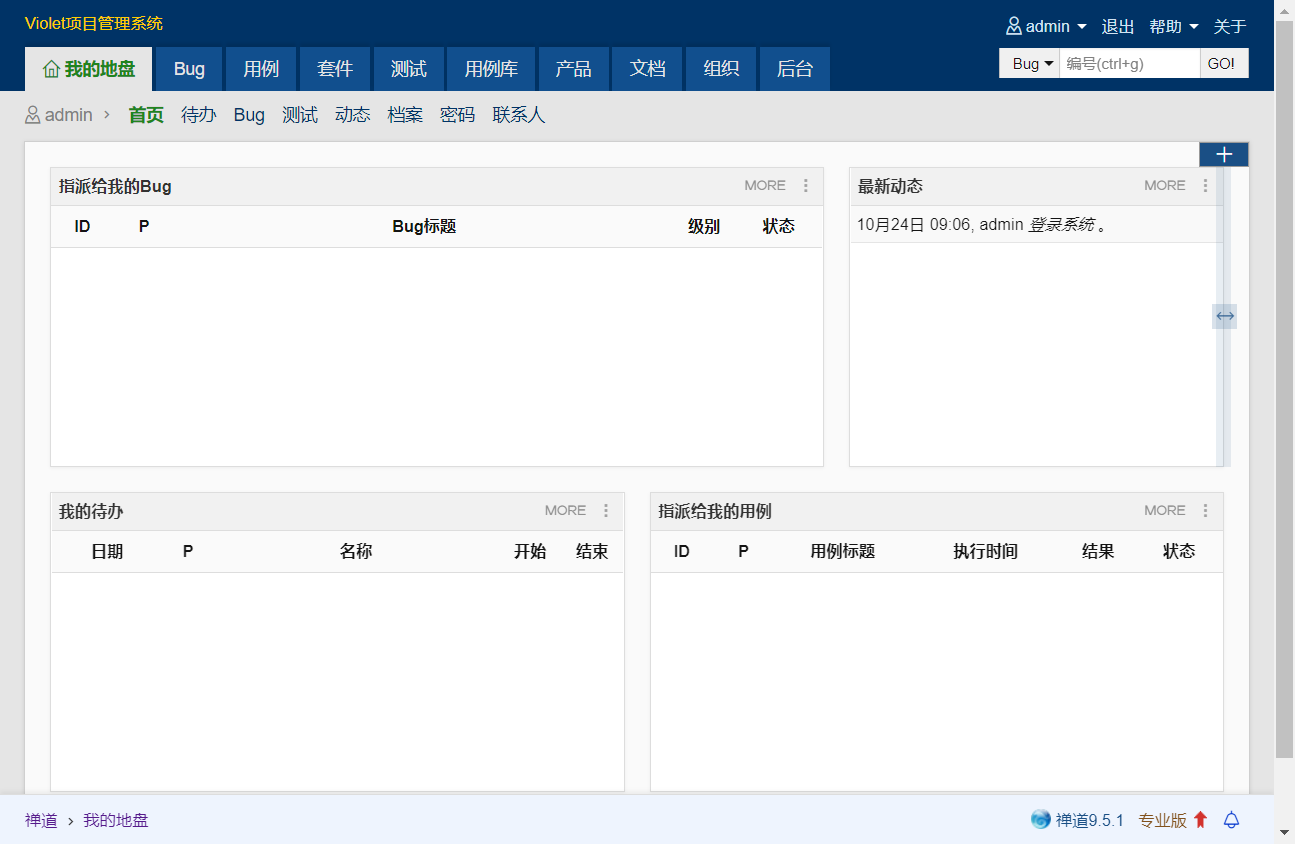 Violet项目管理系统
admin 退出 帮助 关于
我的地盘 Bug 用例 套件 测试 用例库 产品 文档 组织 后台
Bug 编号(ctrl+g) GO!
admin 首页 待办 Bug 测试 动态 档案 密码 联系人
指派给我的Bug MORE
ID P Bug标题 级别 状态
最新动态 MORE
10月24日 09:06, admin 登录系统 。
我的待办 MORE
日期 P 名称 开始 结束
指派给我的用例 MORE
ID P 用例标题 执行时间 结果 状态
禅道 > 我的地盘
禅道9.5.1 专业版